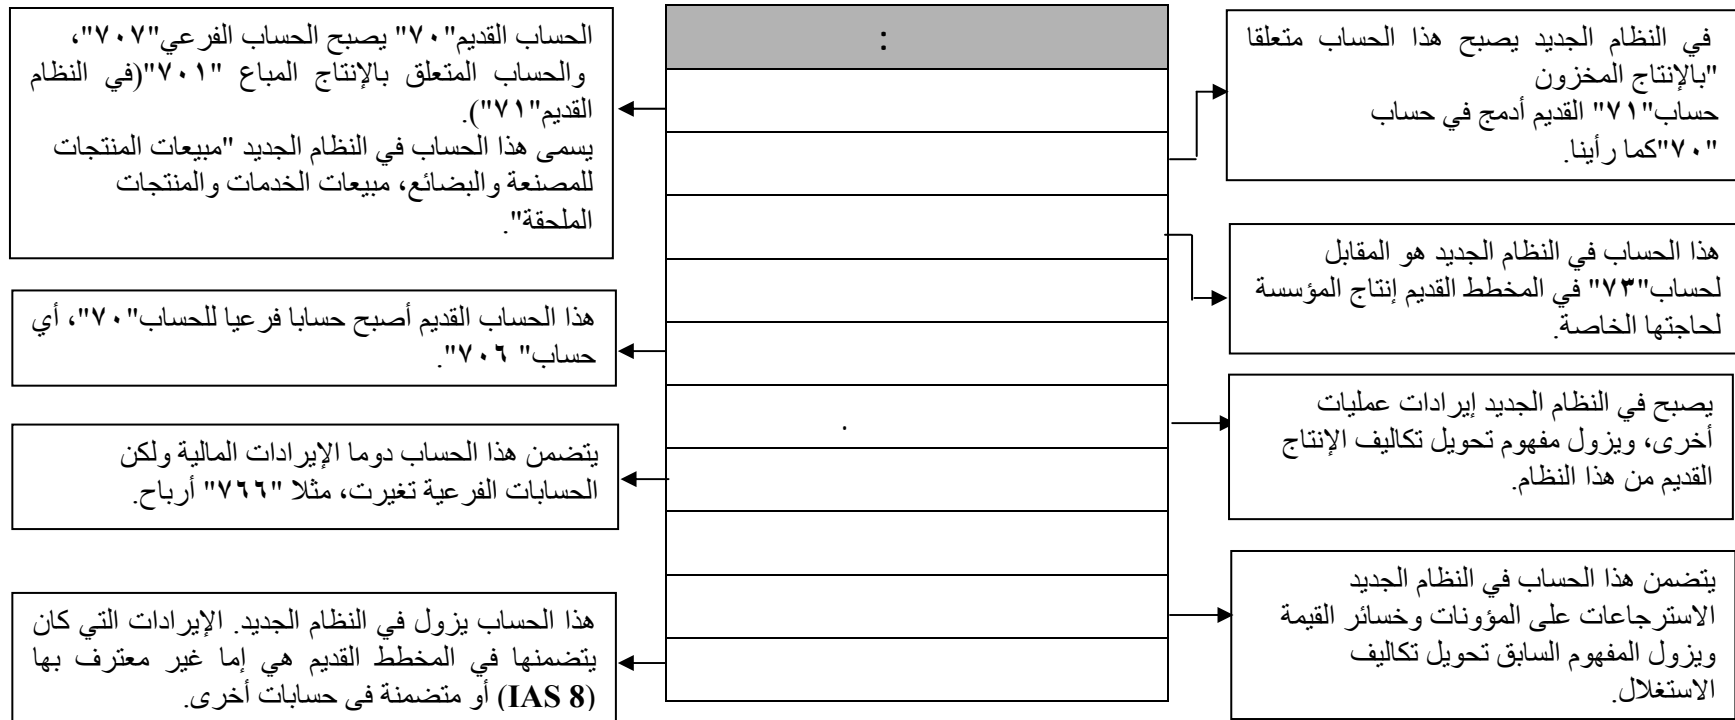 في النظام الجديد يصبح هذا الحساب متعلقا
"بالإنتاج المخزون
حساب"٧١" القديم أدمج في حساب
"٧٠"كما رأينا.
هذا الحساب في النظام الجديد هو المقابل
لحساب"٧٣" في المخطط القديم إنتاج المؤسسة
لحاجتها الخاصة.
يصبح في النظام الجديد إيرادات عمليات
أخرى، ويزول مفهوم تحويل تكاليف الإنتاج
القديم من هذا النظام.
يتضمن هذا الحساب في النظام الجديد
الاسترجاعات على المؤونات وخسائر القيمة
ويزول المفهوم السابق تحويل تكاليف
الاستغلال.
:
.
الحساب القديم"٧٠" يصبح الحساب الفرعي"٧٠٧"،
والحساب المتعلق بالإنتاج المباع "٧٠١"(في النظام
القديم"٧١").
يسمى هذا الحساب في النظام الجديد "مبيعات المنتجات
للمصنعة والبضائع، مبيعات الخدمات والمنتجات
الملحقة".
هذا الحساب القديم أصبح حسابا فرعيا للحساب"٧٠"، أي
حساب" ٧٠٦".
يتضمن هذا الحساب دوما الإيرادات المالية ولكن
الحسابات الفرعية تغيرت، مثلا "٧٦٦" أرباح.
هذا الحساب يزول في النظام الجديد. الإيرادات التي كان
يتضمنها في المخطط القديم هي إما غير معترف بها
(IAS 8) أو متضمنة في حسابات أخرى.